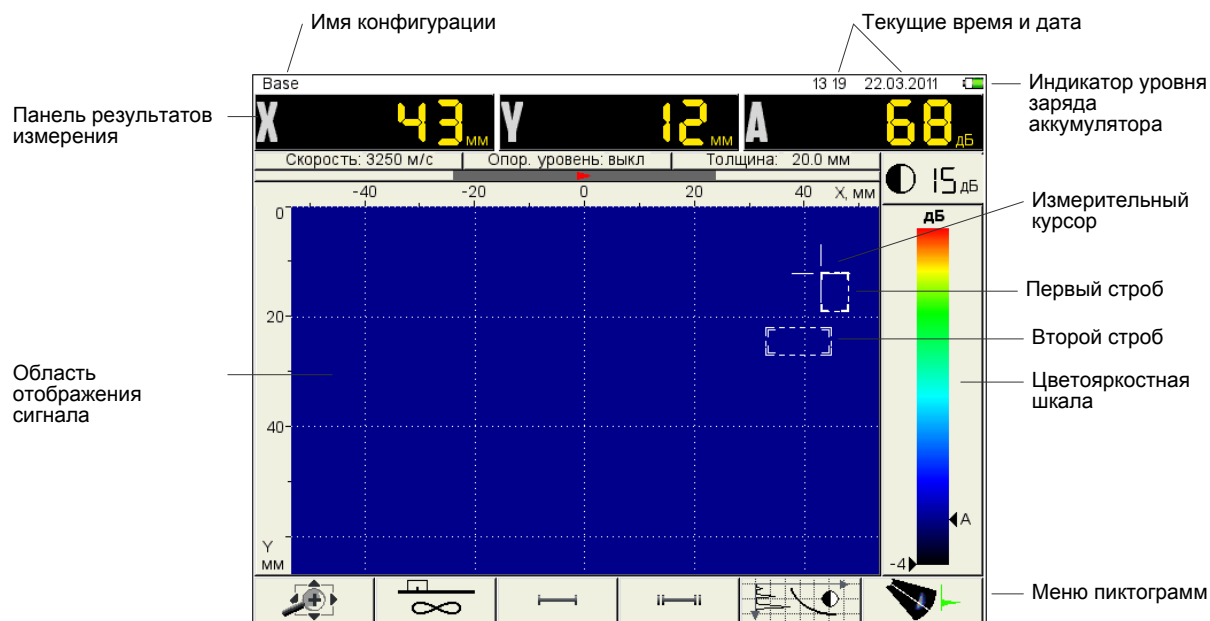 Имя конфигурации
Текущие время и дата
Base
13 19 22.03.2011
Индикатор уровня
заряда
аккумулятора
Панель результатов
измерения
X 43 мм Y 12 мм A 68 дБ
Скорость: 3250 м/с Опор. уровень: выкл Толщина: 20.0 мм
15 дБ
-40 -20 0 20 40 X, мм
дБ
0
Измерительный
курсор
Первый строб
20
Второй строб
Область
отображения
сигнала
Цветояркостная
шкала
40
A
Y
мм
-4
Меню пиктограмм